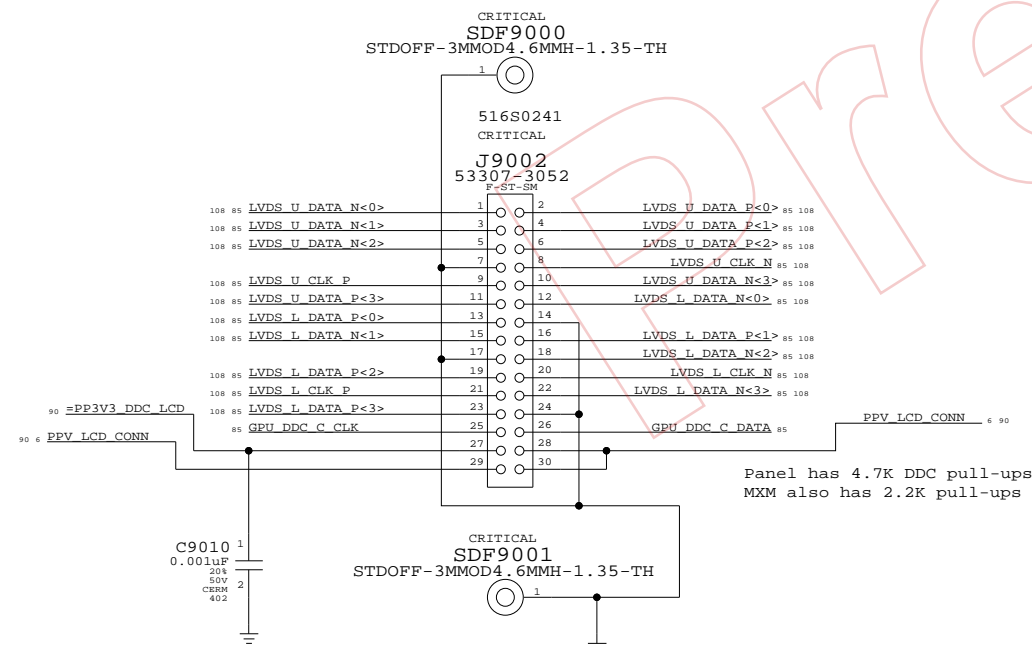 CRITICAL
SDF9000
STDOFF-3MMOD4.6MMH-1.35-TH
1
516S0241
CRITICAL
J9002
53307-3052
F-ST-SM
108 85 LVDS_U_DATA_N<0> 1 2 LVDS_U_DATA_P<0> 85 108
108 85 LVDS_U_DATA_N<1> 3 4 LVDS_U_DATA_P<1> 85 108
108 85 LVDS_U_DATA_N<2> 5 6 LVDS_U_DATA_P<2> 85 108
7 8 LVDS_U_CLK_N 85 108
108 85 LVDS_U_CLK_P 9 10 LVDS_U_DATA_N<3> 85 108
108 85 LVDS_U_DATA_P<3> 11 12 LVDS_L_DATA_N<0> 85 108
108 85 LVDS_L_DATA_P<0> 13 14
108 85 LVDS_L_DATA_N<1> 15 16 LVDS_L_DATA_P<1> 85 108
17 18 LVDS_L_DATA_N<2> 85 108
108 85 LVDS_L_DATA_P<2> 19 20 LVDS_L_CLK_N 85 108
108 85 LVDS_L_CLK_P 21 22 LVDS_L_DATA_N<3> 85 108
90 =PP3V3_DDC_LCD 108 85 LVDS_L_DATA_P<3> 23 24
PPV_LCD_CONN 6 90
85 GPU_DDC_C_CLK 25 26 GPU_DDC_C_DATA 85
90 6 PPV_LCD_CONN 27 28
29 30
Panel has 4.7K DDC pull-ups
MXM also has 2.2K pull-ups
CRITICAL
SDF9001
STDOFF-3MMOD4.6MMH-1.35-TH
1
C9010 1
0.001uF
20%
50V
CERM 2
402
Pre